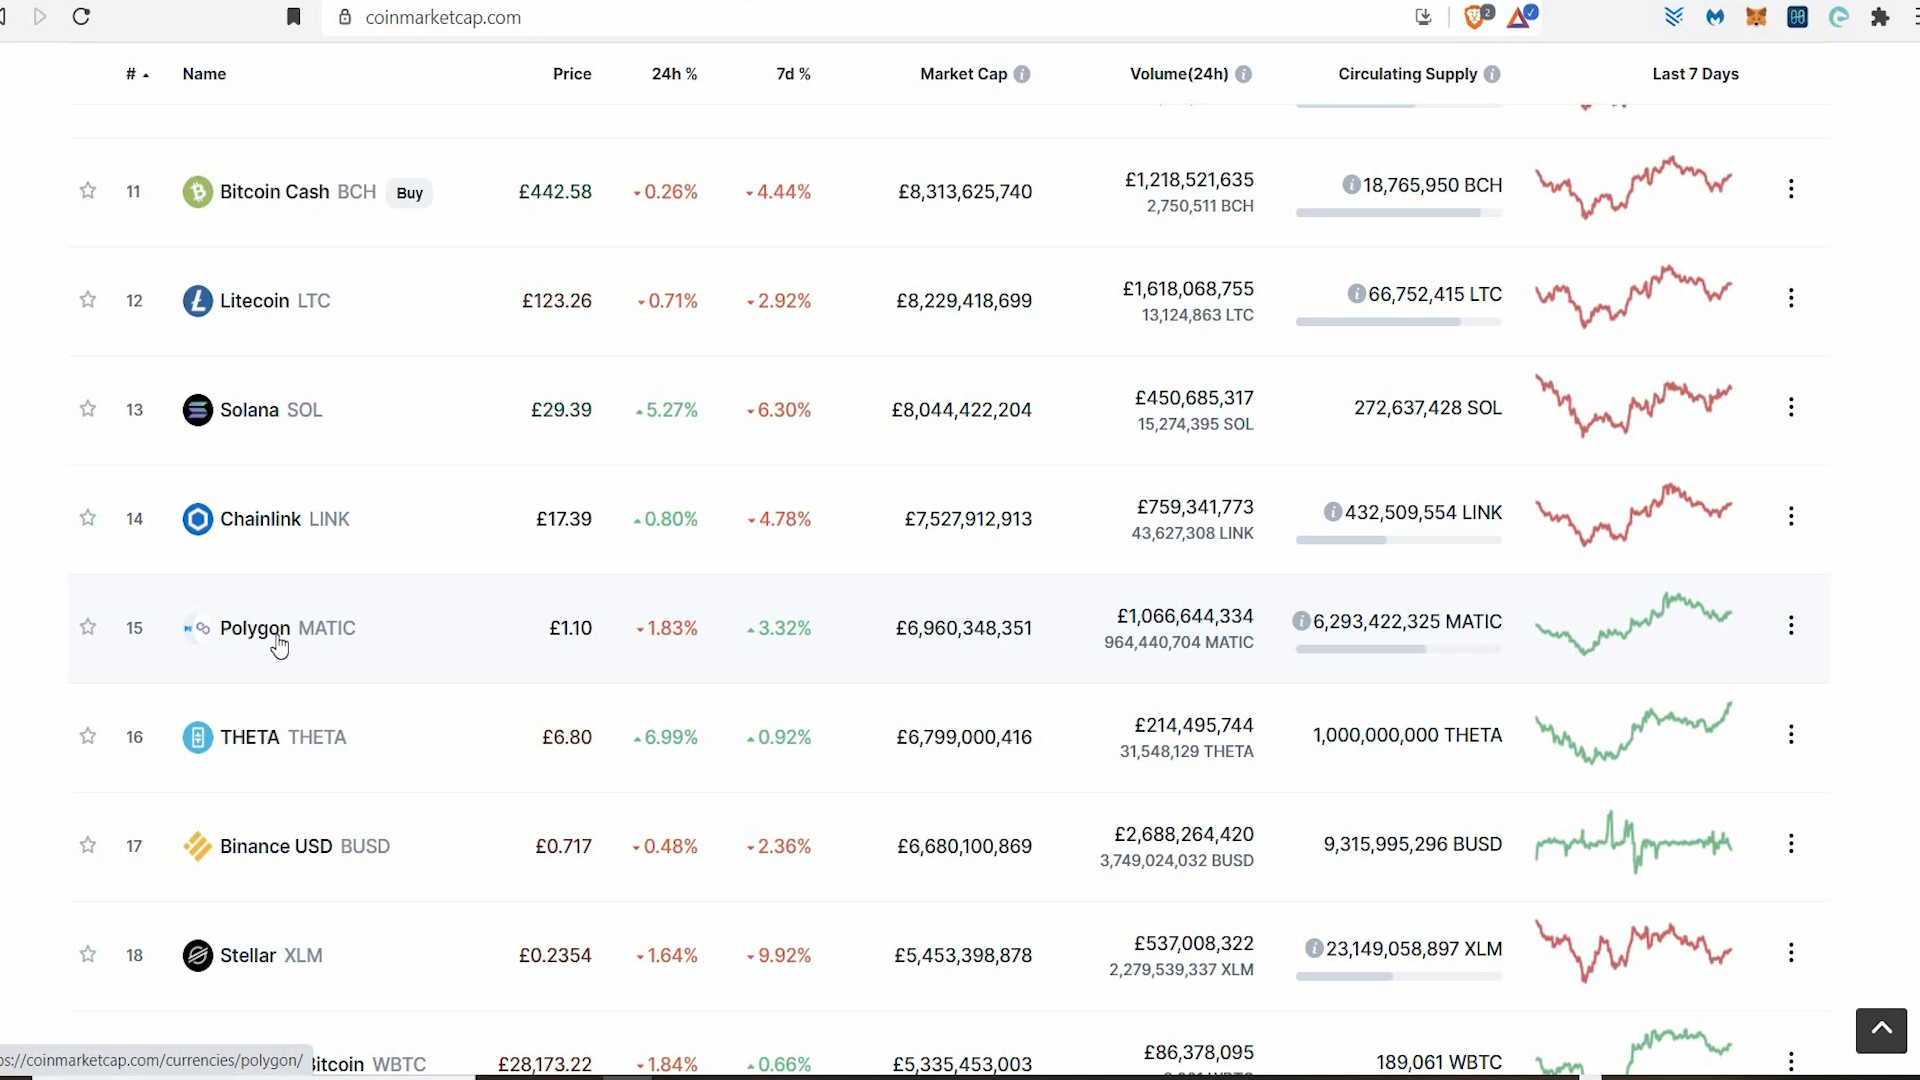 coinmarketcap.com
2
# Name Price 24h % 7d % Market Cap Volume(24h) Circulating Supply Last 7 Days
11 Bitcoin Cash BCH Buy £442.58 0.26% 4.44% £8,313,625,740 £1,218,521,635 18,765,950 BCH
2,750,511 BCH
12 Litecoin LTC £123.26 0.71% 2.92% £8,229,418,699 £1,618,068,755 66,752,415 LTC
13,124,863 LTC
13 Solana SOL £29.39 5.27% 6.30% £8,044,422,204 £450,685,317 272,637,428 SOL
15,274,395 SOL
14 Chainlink LINK £17.39 0.80% 4.78% £7,527,912,913 £759,341,773 432,509,554 LINK
43,627,308 LINK
15 Polygon MATIC £1.10 1.83% 3.32% £6,960,348,351 £1,066,644,334 6,293,422,325 MATIC
964,440,704 MATIC
16 THETA THETA £6.80 6.99% 0.92% £6,799,000,416 £214,495,744 1,000,000,000 THETA
31,548,129 THETA
17 Binance USD BUSD £0.717 0.48% 2.36% £6,680,100,869 £2,688,264,420 9,315,995,296 BUSD
3,749,024,032 BUSD
18 Stellar XLM £0.2354 1.64% 9.92% £5,453,398,878 £537,008,322 23,149,058,897 XLM
2,279,539,337 XLM
Bitcoin WBTC £28,173.22 1.84% 0.66% £5,335,453,003 £86,378,095 189,061 WBTC
ps://coinmarketcap.com/currencies/polygon/